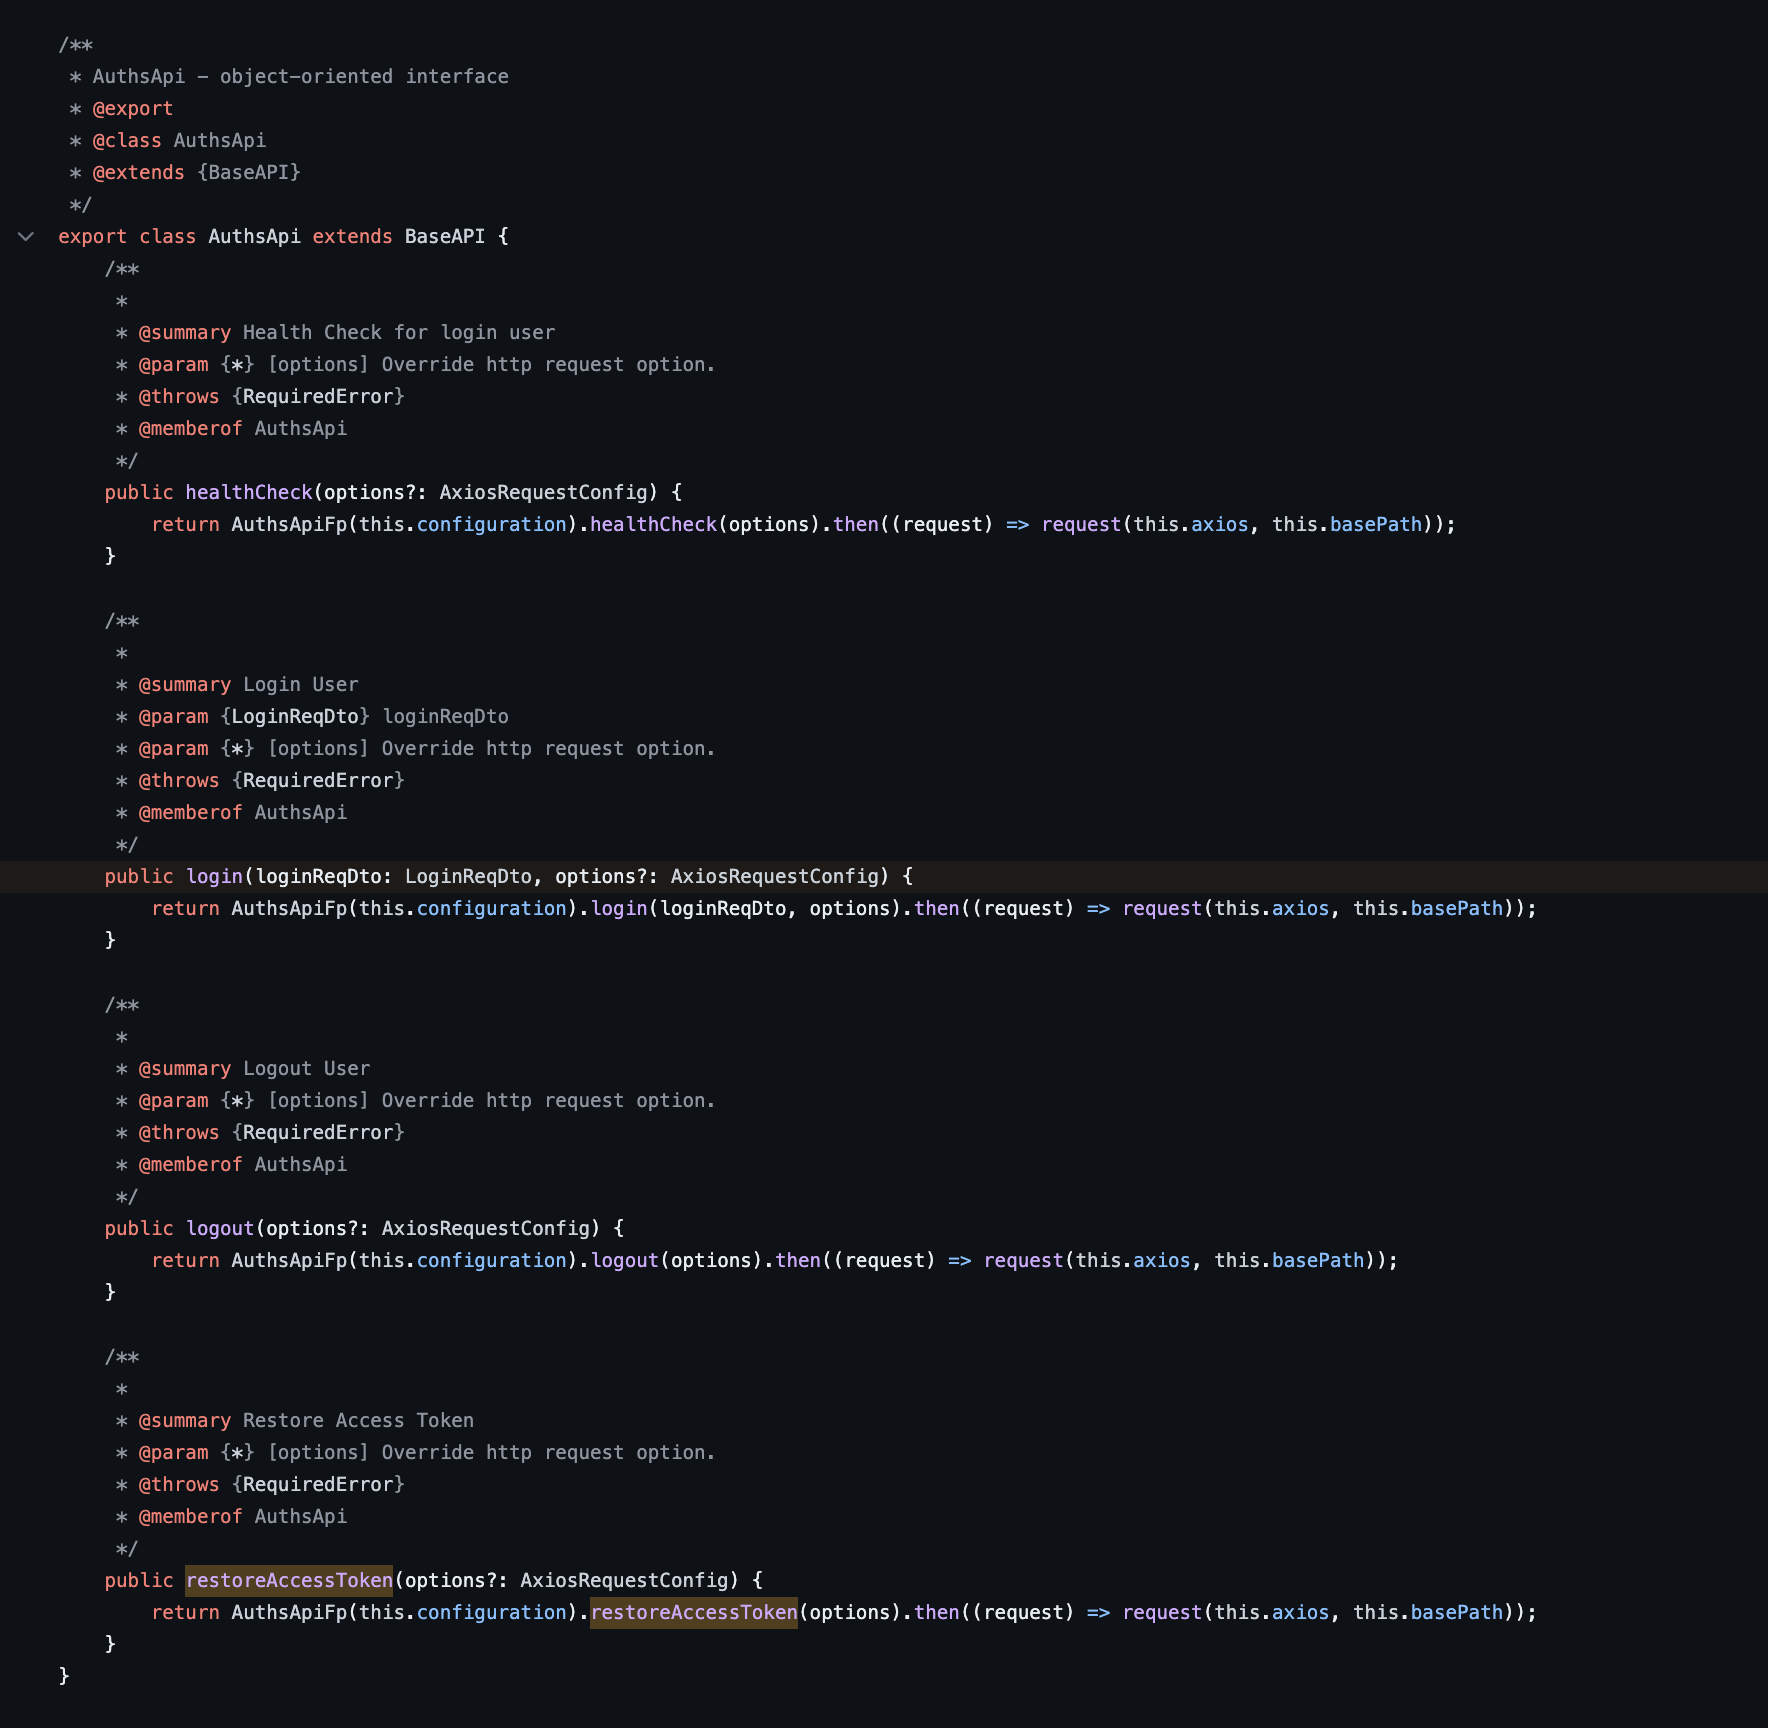 /**
 * AuthsApi - object-oriented interface
 * @export
 * @class AuthsApi
 * @extends {BaseAPI}
 */
export class AuthsApi extends BaseAPI {
    /**
     *
     * @summary Health Check for login user
     * @param {*} [options] Override http request option.
     * @throws {RequiredError}
     * @memberof AuthsApi
     */
    public healthCheck(options?: AxiosRequestConfig) {
        return AuthsApiFp(this.configuration).healthCheck(options).then((request) => request(this.axios, this.basePath));
    }

    /**
     *
     * @summary Login User
     * @param {LoginReqDto} loginReqDto
     * @param {*} [options] Override http request option.
     * @throws {RequiredError}
     * @memberof AuthsApi
     */
    public login(loginReqDto: LoginReqDto, options?: AxiosRequestConfig) {
        return AuthsApiFp(this.configuration).login(loginReqDto, options).then((request) => request(this.axios, this.basePath));
    }

    /**
     *
     * @summary Logout User
     * @param {*} [options] Override http request option.
     * @throws {RequiredError}
     * @memberof AuthsApi
     */
    public logout(options?: AxiosRequestConfig) {
        return AuthsApiFp(this.configuration).logout(options).then((request) => request(this.axios, this.basePath));
    }

    /**
     *
     * @summary Restore Access Token
     * @param {*} [options] Override http request option.
     * @throws {RequiredError}
     * @memberof AuthsApi
     */
    public restoreAccessToken(options?: AxiosRequestConfig) {
        return AuthsApiFp(this.configuration).restoreAccessToken(options).then((request) => request(this.axios, this.basePath));
    }
}